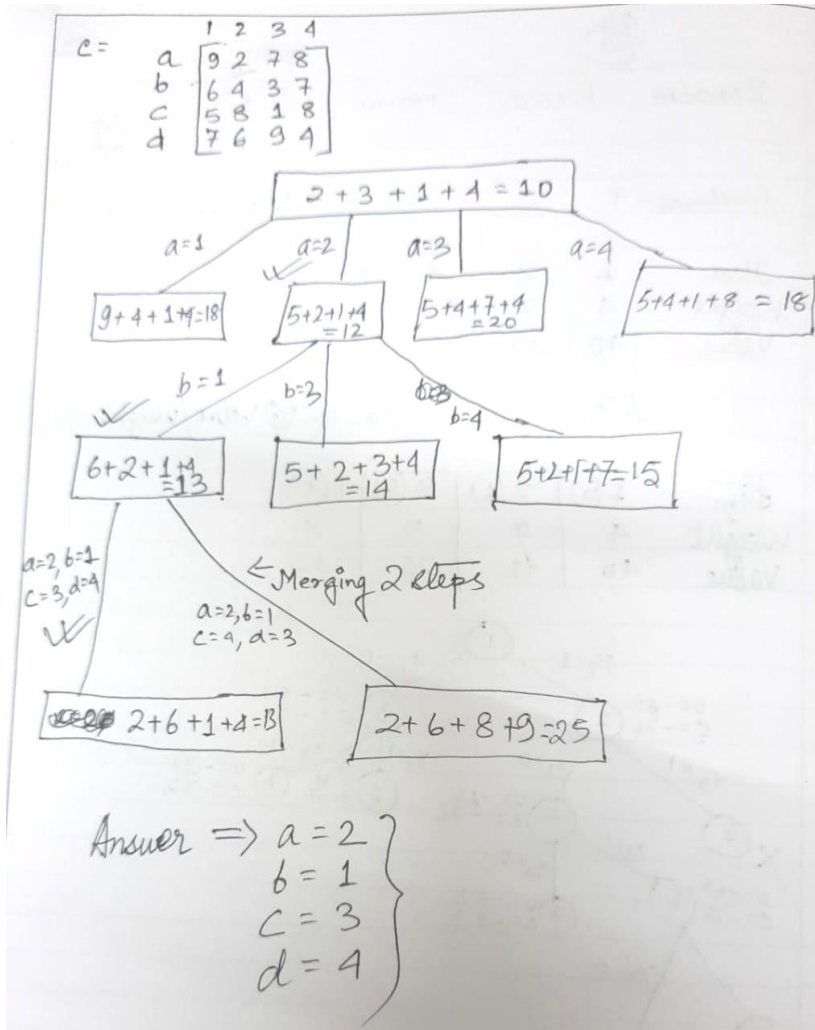 1 2 3 4
c=
a 9 2 7 8
b 6 4 3 7
c 5 8 1 8
d 7 6 9 4
2 + 3 + 1 + 4 = 10
a=1 a=2 a=3 a=4
9+4+1+4=18 5+2+1+4 5+4+7+4 5+4+1+8 = 18
=12 =20
b=1 b=3 b=4
6+2+1+4 5+ 2+3+4 5+2+1+7=15
=13 =14
a=2, b=1
c=3, d=4
← Merging 2 steps
a=2, b=1
c=4, d=3
2+6+1+4=13 2+6+8+9=25
Answer => a = 2
b = 1
c = 3
d = 4